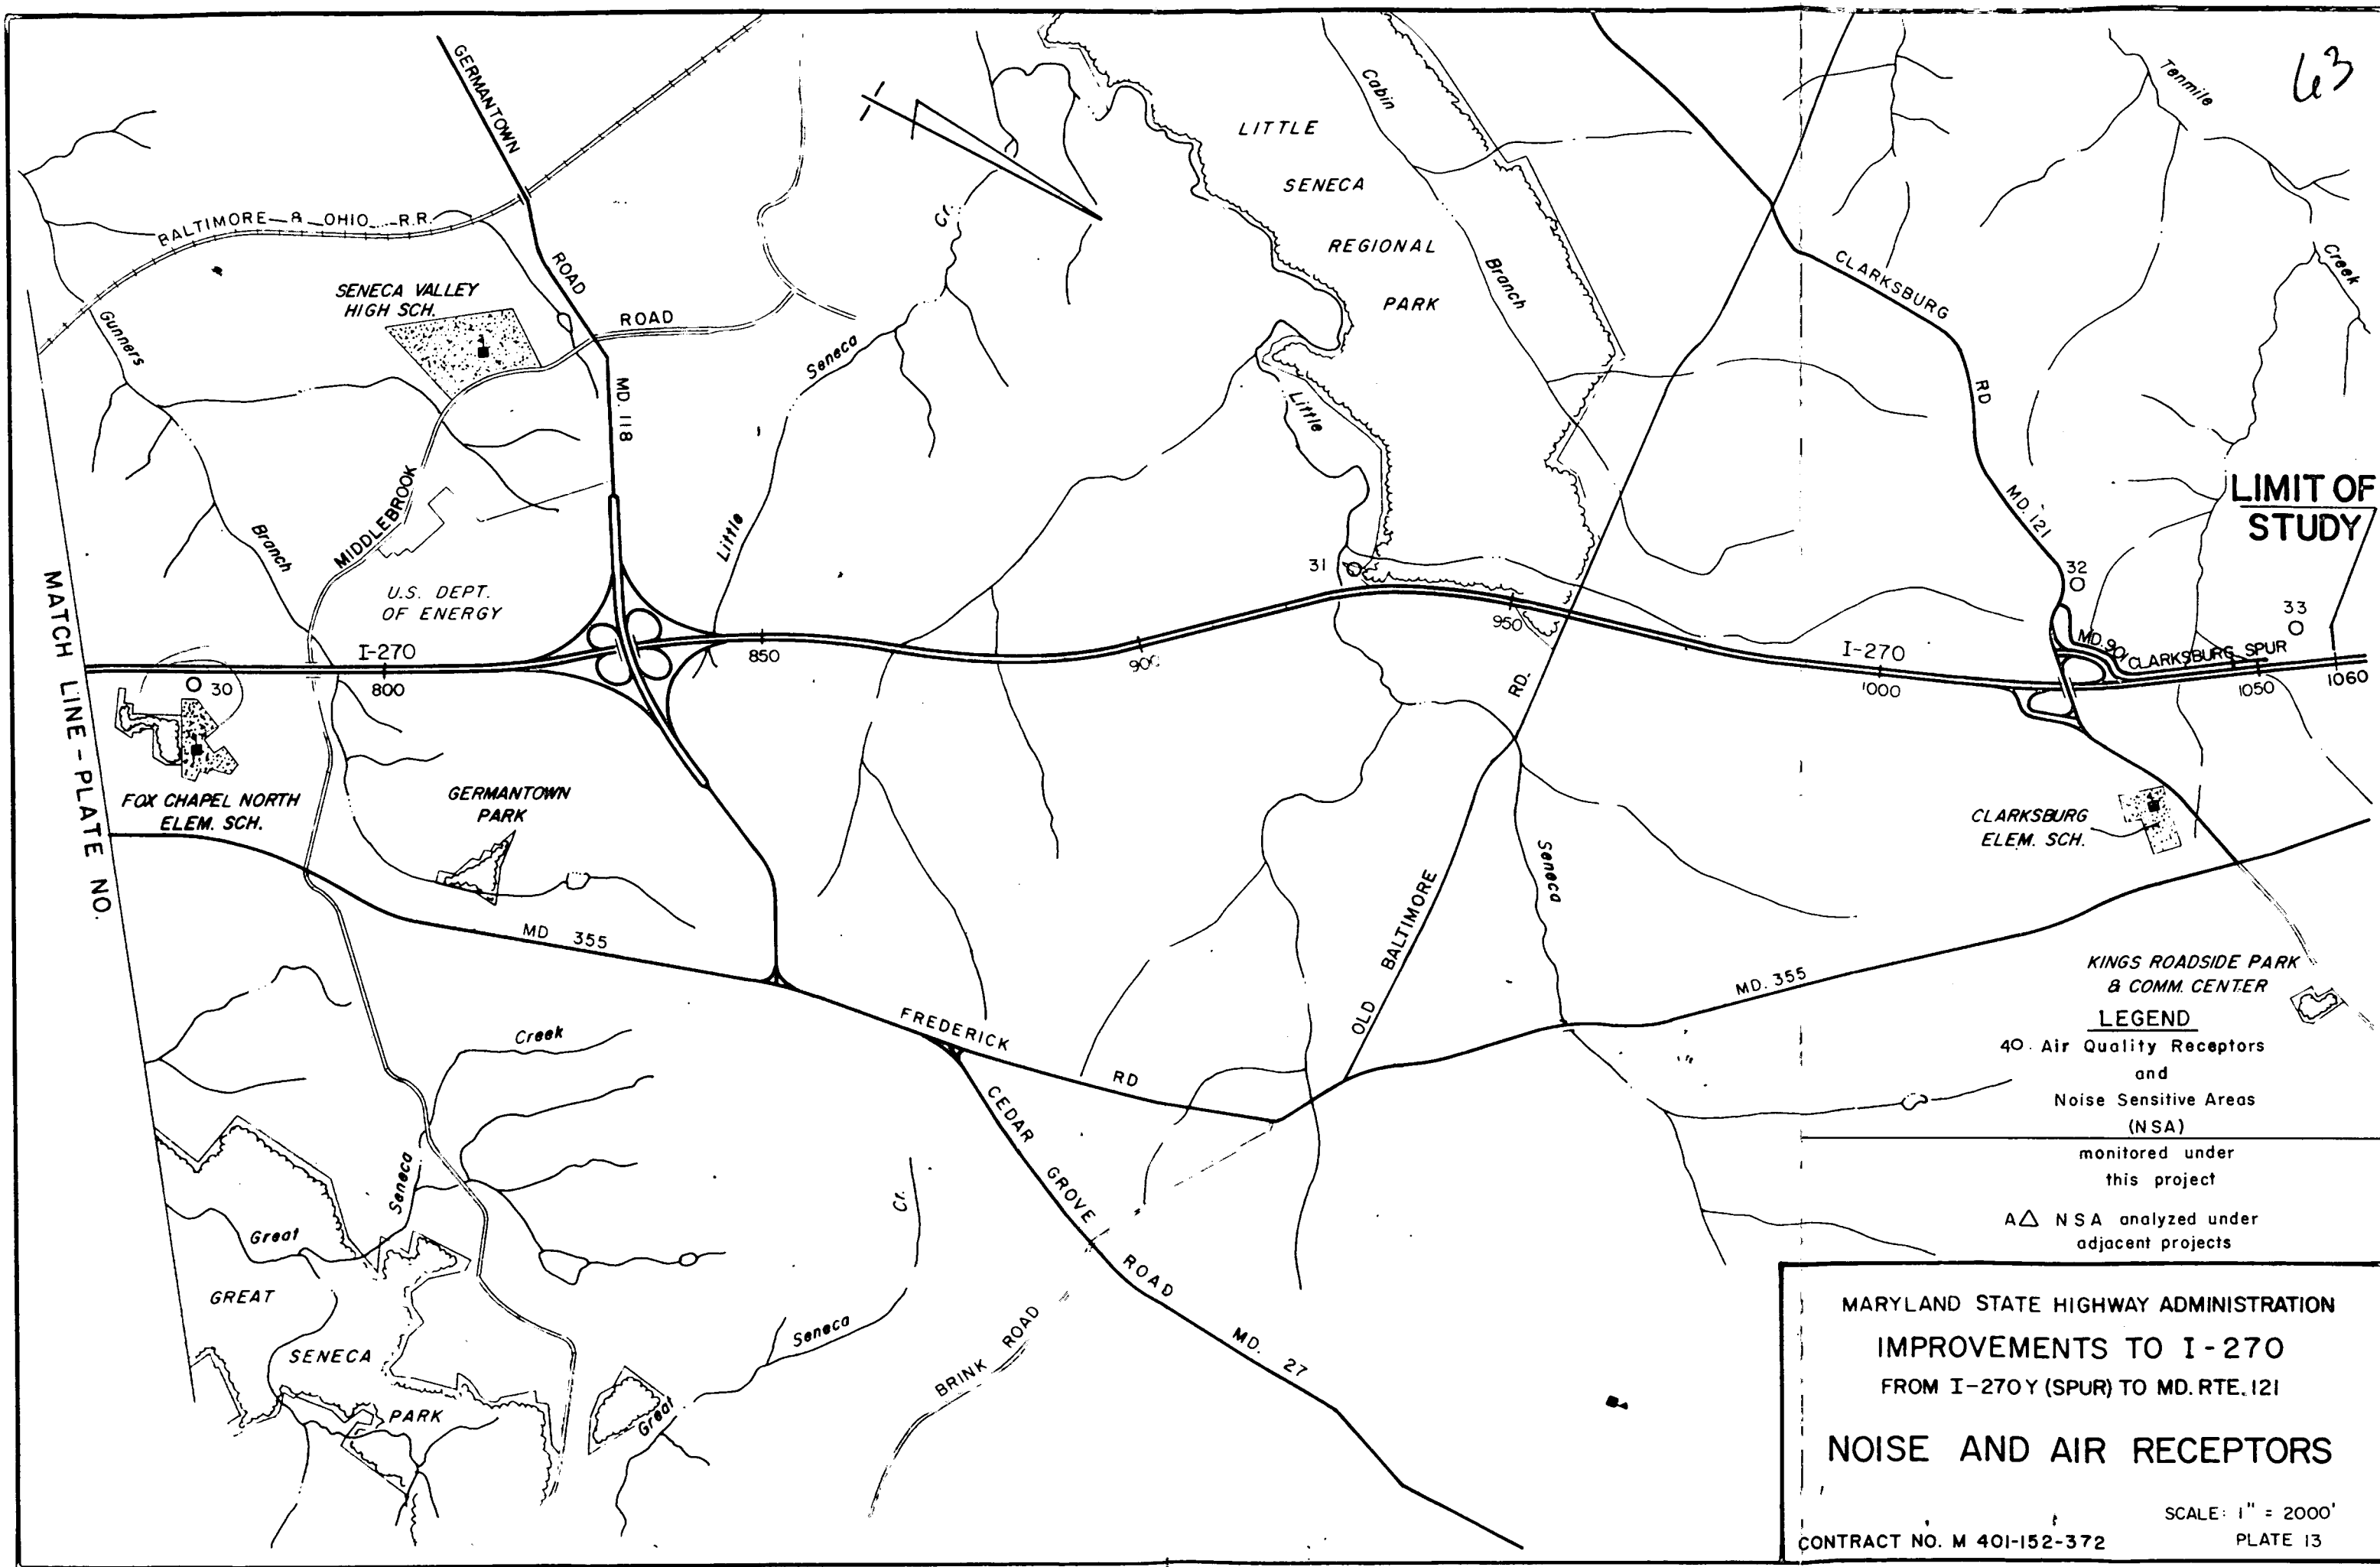 63
GERMANTOWN
ROAD
BALTIMORE & OHIO R.R.
SENECA VALLEY
HIGH SCH.
ROAD
MD. 118
Gunners
Branch
MIDDLEBROOK
U.S. DEPT.
OF ENERGY
Little
Seneca
Cr.
LITTLE
SENECA
REGIONAL
PARK
Cabin
Branch
Little
CLARKSBURG
RD
MD. 121
Tenmile
Creek
LIMIT OF
STUDY
31
32
33
MD. 901 CLARKSBURG SPUR
I-270
I-270
30
800
850
900
950
1000
1050
1060
MATCH LINE - PLATE NO.
FOX CHAPEL NORTH
ELEM. SCH.
GERMANTOWN
PARK
MD 355
FREDERICK
RD
OLD
BALTIMORE
RD.
Seneca
MD. 355
CLARKSBURG
ELEM. SCH.
KINGS ROADSIDE PARK
& COMM. CENTER
Creek
Seneca
Great
GREAT
SENECA
PARK
Great
Seneca
Cr.
CEDAR
GROVE
ROAD
MD. 27
BRINK ROAD
LEGEND
40 Air Quality Receptors
and
Noise Sensitive Areas
(NSA)
monitored under
this project
A△ NSA analyzed under
adjacent projects
MARYLAND STATE HIGHWAY ADMINISTRATION
IMPROVEMENTS TO I-270
FROM I-270Y (SPUR) TO MD. RTE. 121
NOISE AND AIR RECEPTORS
SCALE: 1" = 2000'
CONTRACT NO. M 401-152-372
PLATE 13